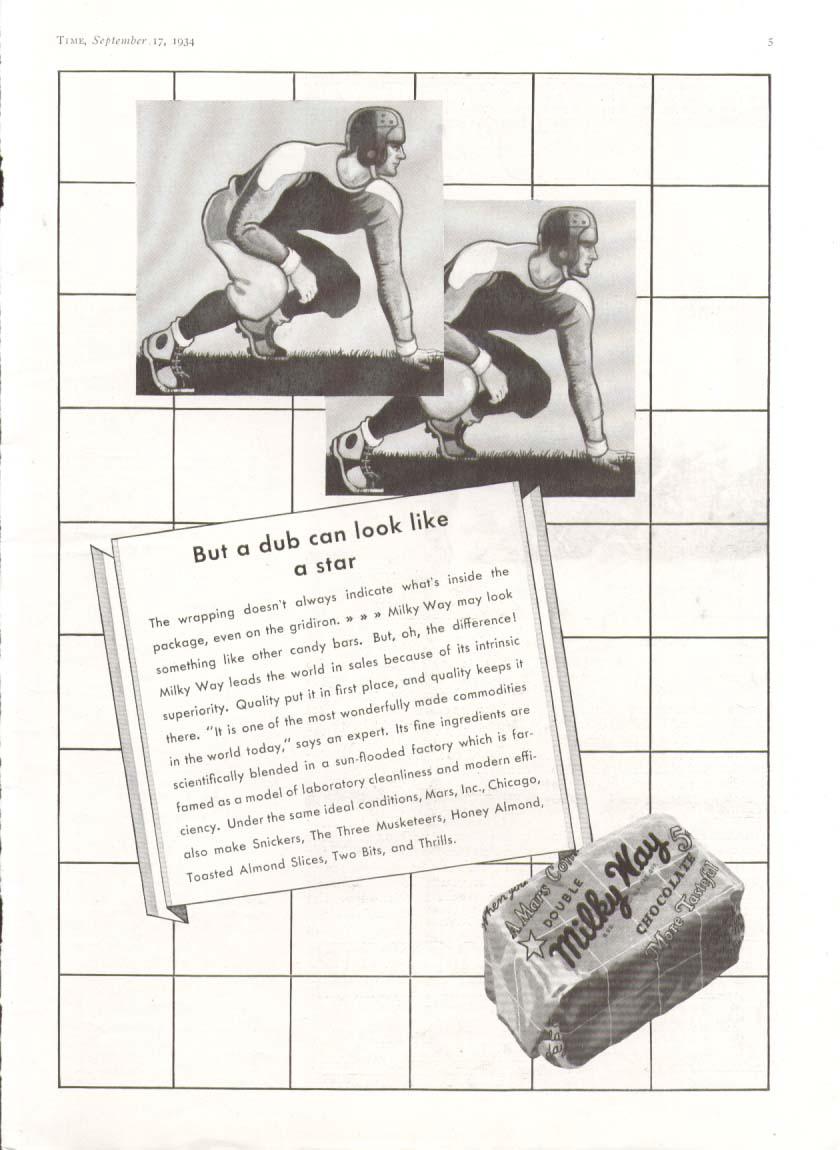 TIME, September 17, 1934
5
But a dub can look like
a star
The wrapping doesn't always indicate what's inside the
package, even on the gridiron. » » » Milky Way may look
something like other candy bars. But, oh, the difference!
Milky Way leads the world in sales because of its intrinsic
superiority. Quality put it in first place, and quality keeps it
there. "It is one of the most wonderfully made commodities
in the world today," says an expert. Its fine ingredients are
scientifically blended in a sun-flooded factory which is far-
famed as a model of laboratory cleanliness and modern effi-
ciency. Under the same ideal conditions, Mars, Inc., Chicago,
also make Snickers, The Three Musketeers, Honey Almond,
Toasted Almond Slices, Two Bits, and Thrills.
When you
A Mars Con
DOUBLE
Milky Way
5
CHOCOLATE
More Tasteful